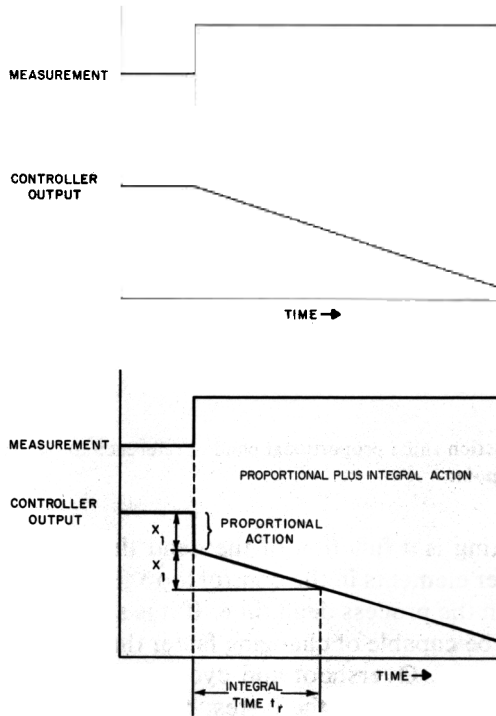 MEASUREMENT
CONTROLLER
OUTPUT
TIME →
MEASUREMENT
PROPORTIONAL PLUS INTEGRAL ACTION
CONTROLLER
OUTPUT
X1
PROPORTIONAL
ACTION
X1
TIME →
INTEGRAL
TIME tr